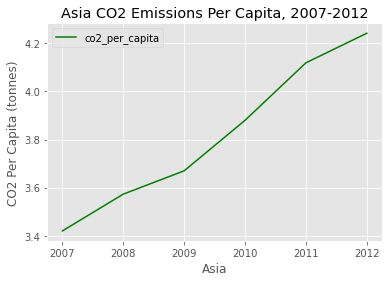 Asia CO2 Emissions Per Capita, 2007-2012
co2_per_capita
CO2 Per Capita (tonnes)
4.2
4.0
3.8
3.6
3.4
2007 2008 2009 2010 2011 2012
Asia